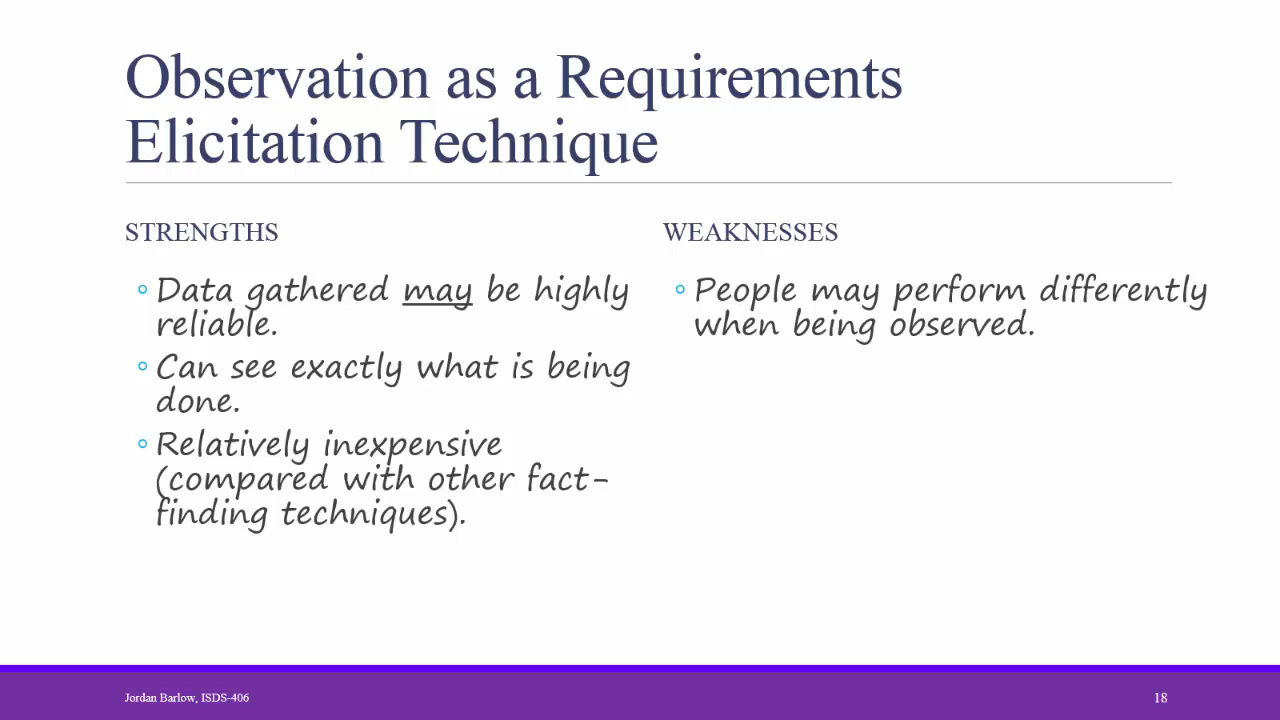 Observation as a Requirements
Elicitation Technique
STRENGTHS
◦ Data gathered may be highly
reliable.
◦ Can see exactly what is being
done.
◦ Relatively inexpensive
(compared with other fact-
finding techniques).
WEAKNESSES
◦ People may perform differently
when being observed.
Jordan Barlow, ISDS-406
18